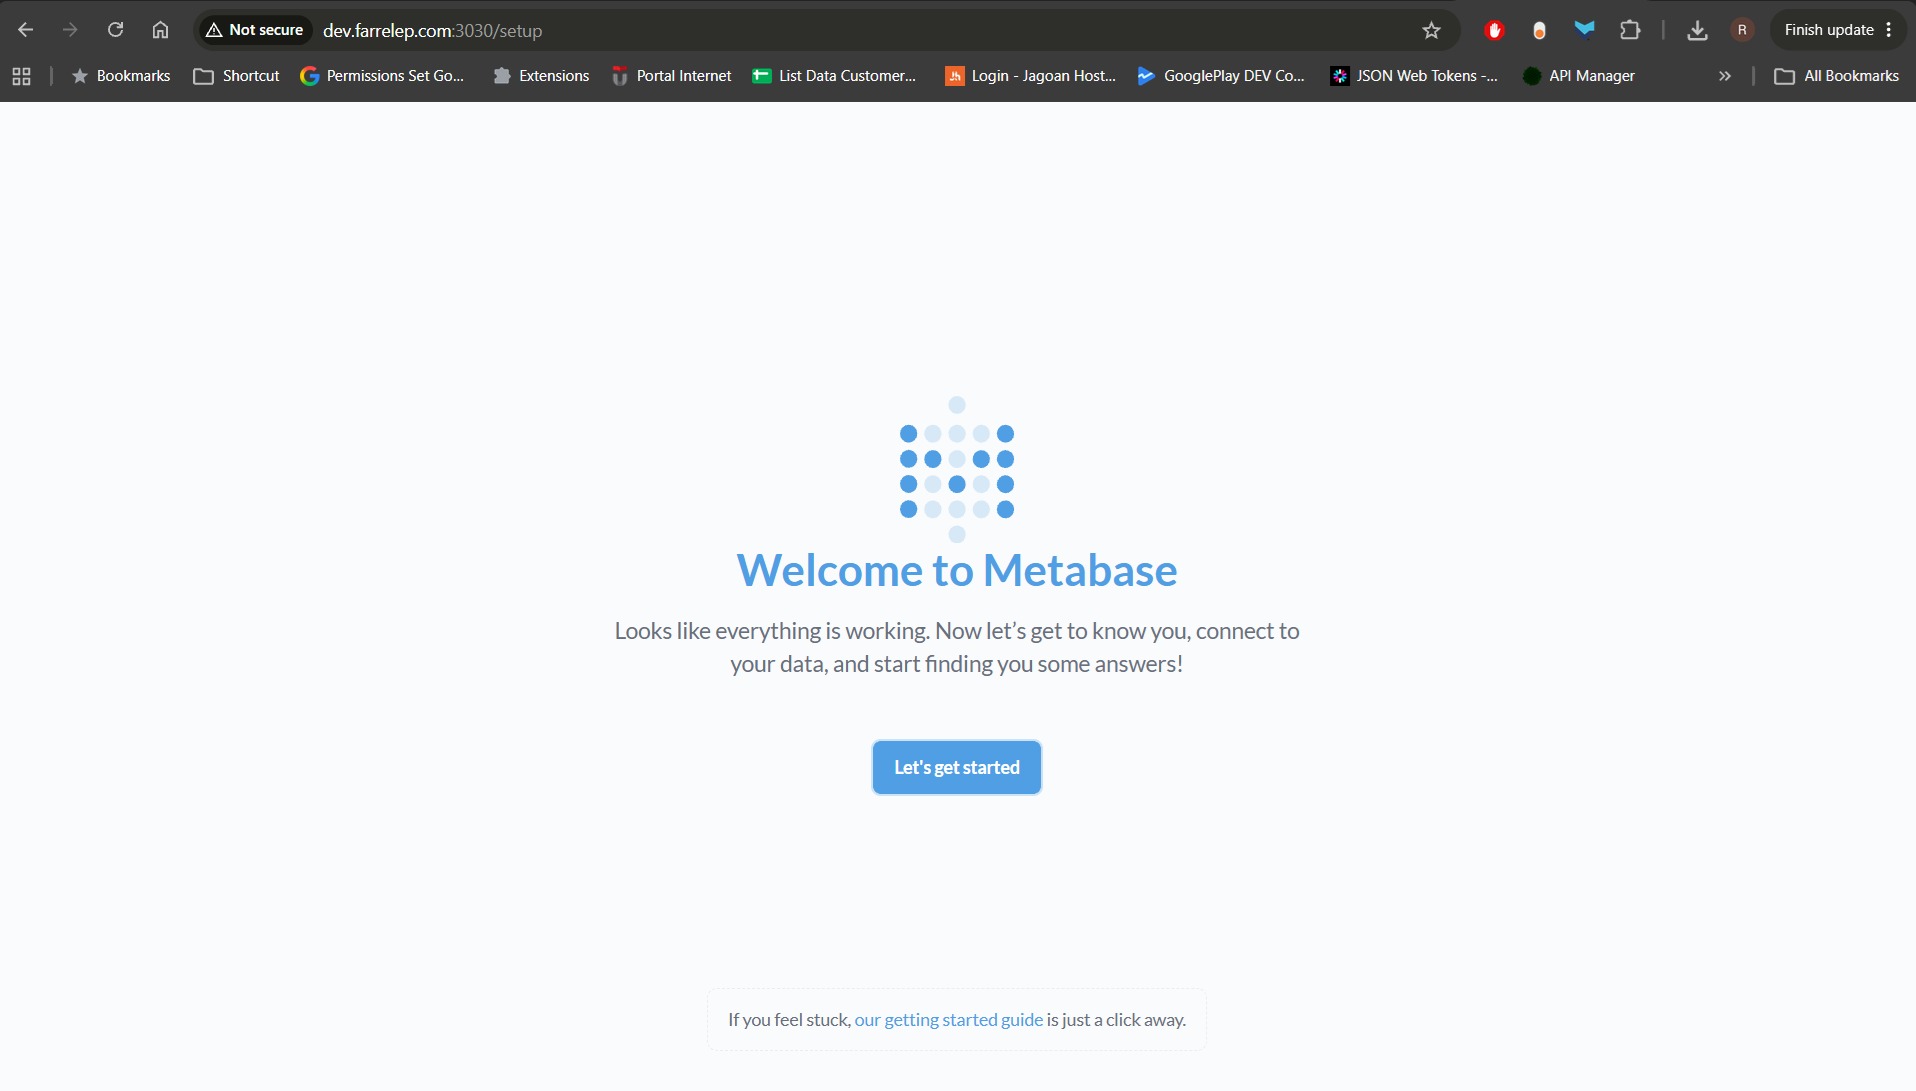 Not secure dev.farrelep.com:3030/setup R Finish update
Bookmarks Shortcut Permissions Set Go... Extensions Portal Internet List Data Customer... Login - Jagoan Host... GooglePlay DEV Co... JSON Web Tokens -... API Manager All Bookmarks
Welcome to Metabase
Looks like everything is working. Now let’s get to know you, connect to
your data, and start finding you some answers!
Let's get started
If you feel stuck, our getting started guide is just a click away.